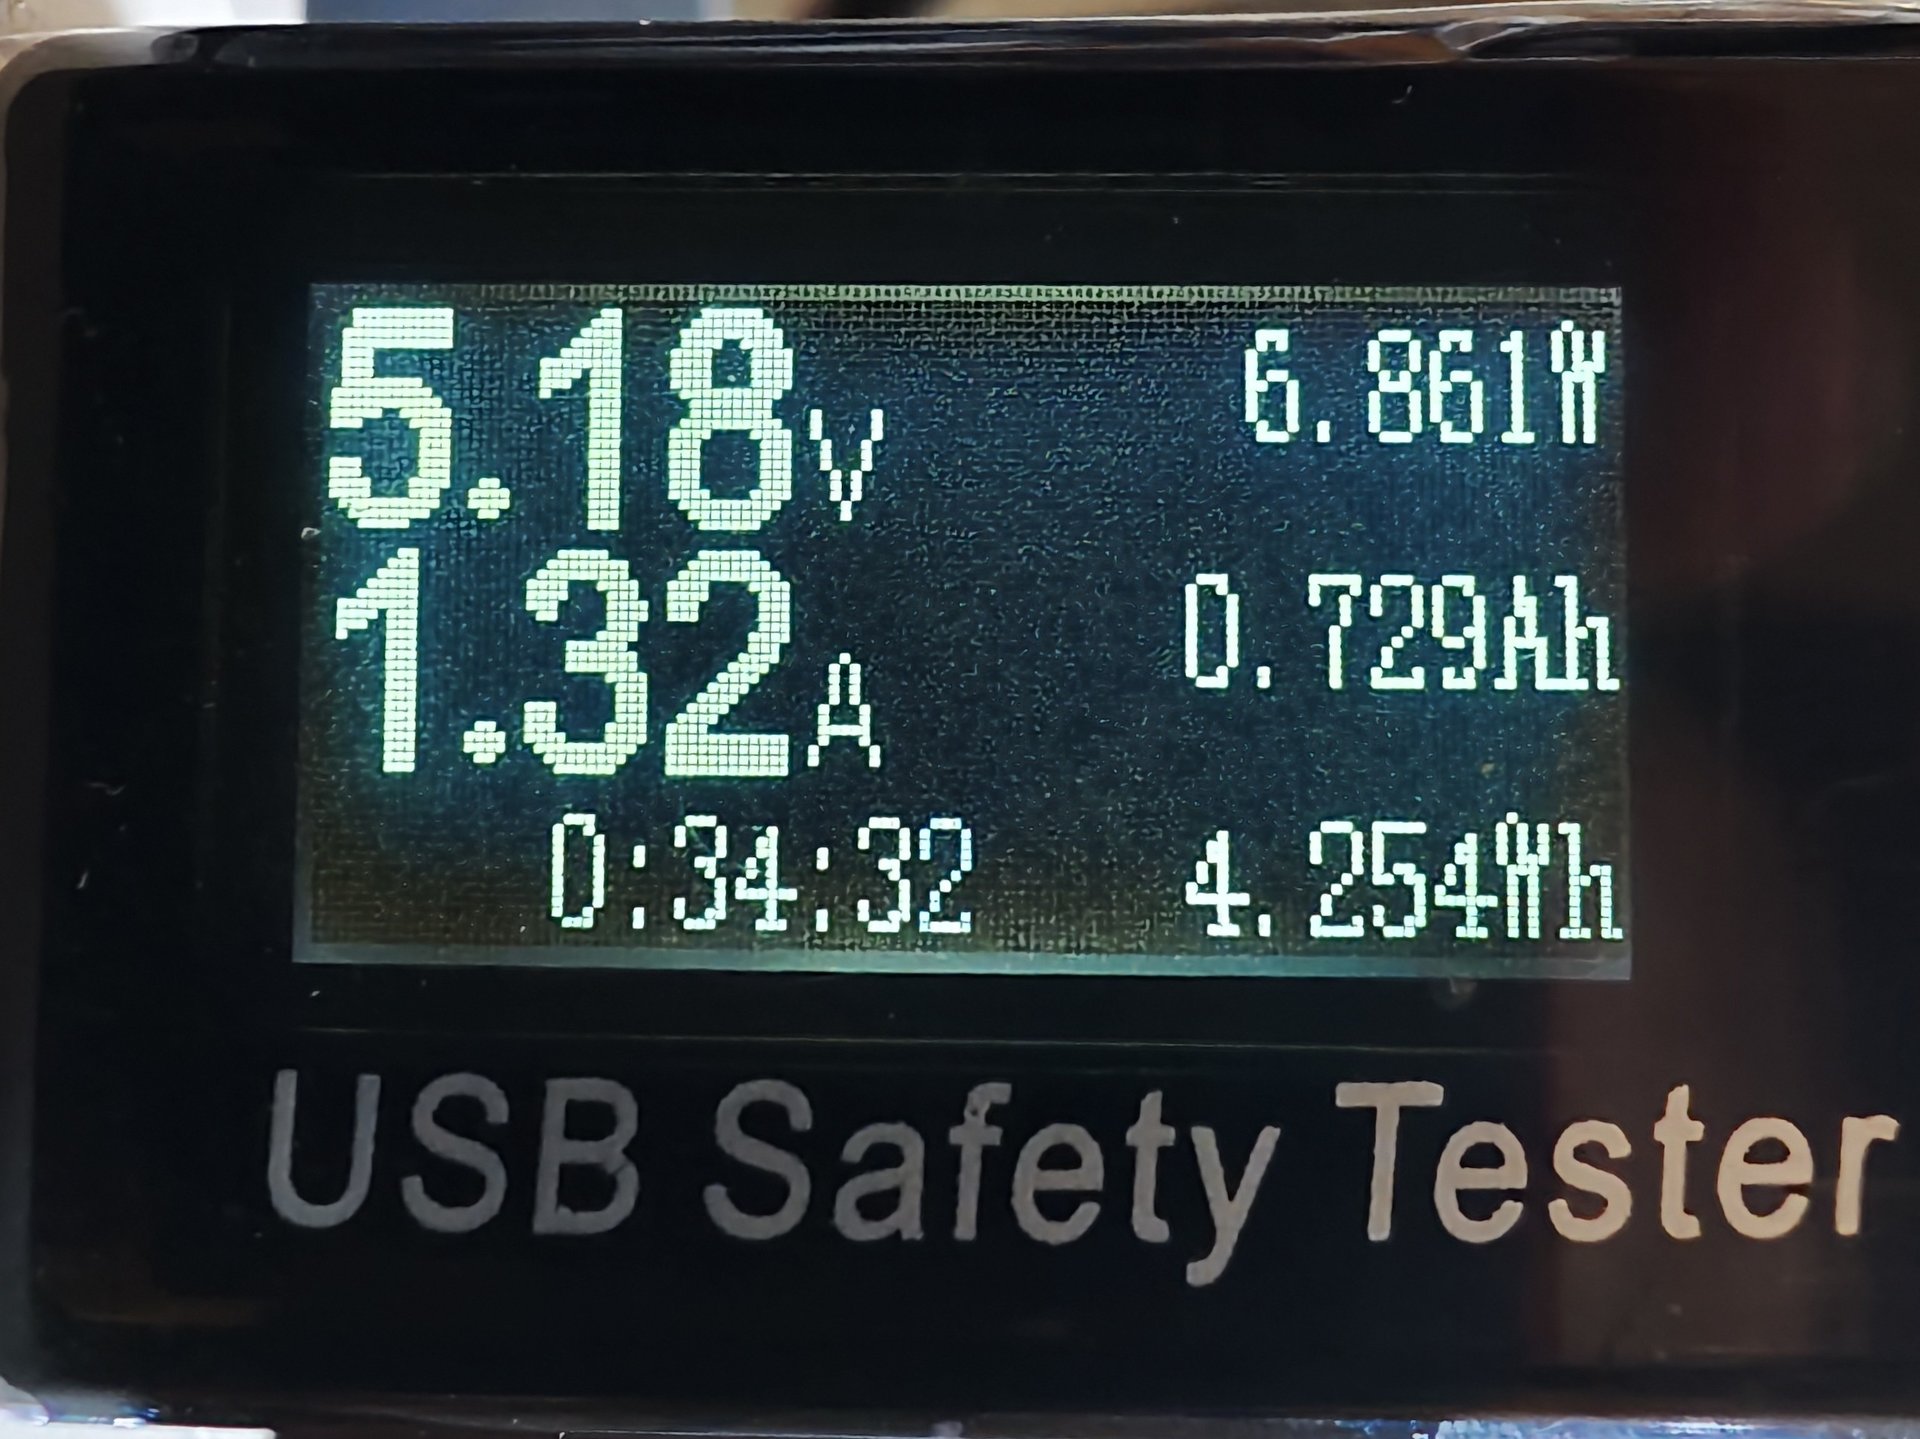 5.18V 6.861W
1.32A 0.729Ah
0:34:32 4.254Wh
USB Safety Tester